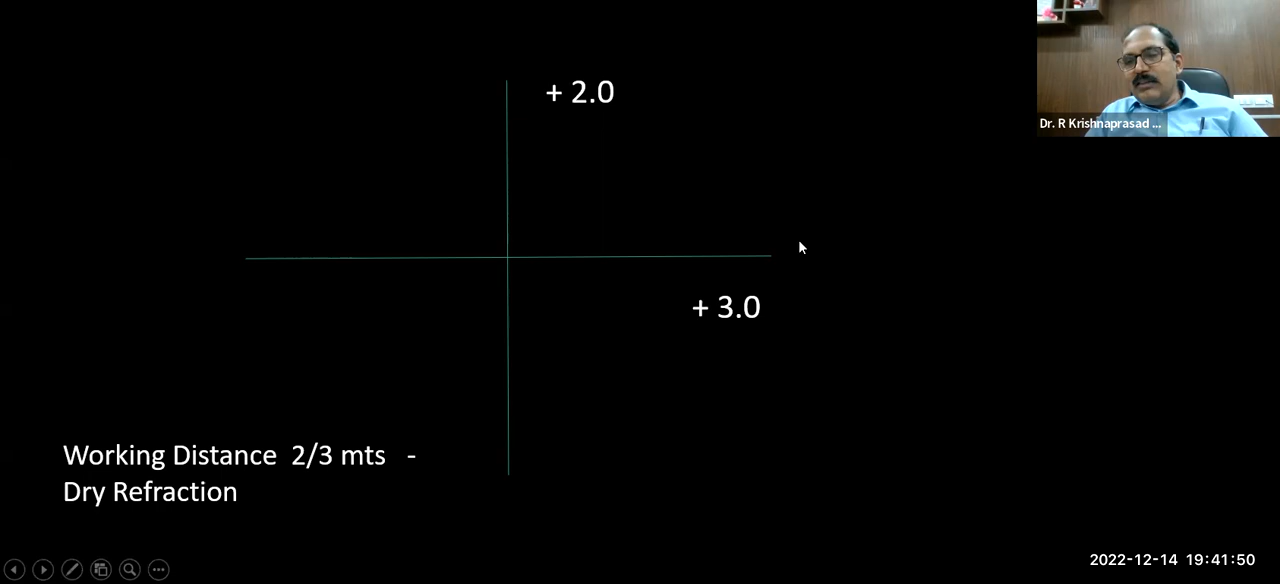 + 2.0
Dr. R Krishnaprasad ...
+ 3.0
Working Distance 2/3 mts -
Dry Refraction
2022-12-14 19:41:50